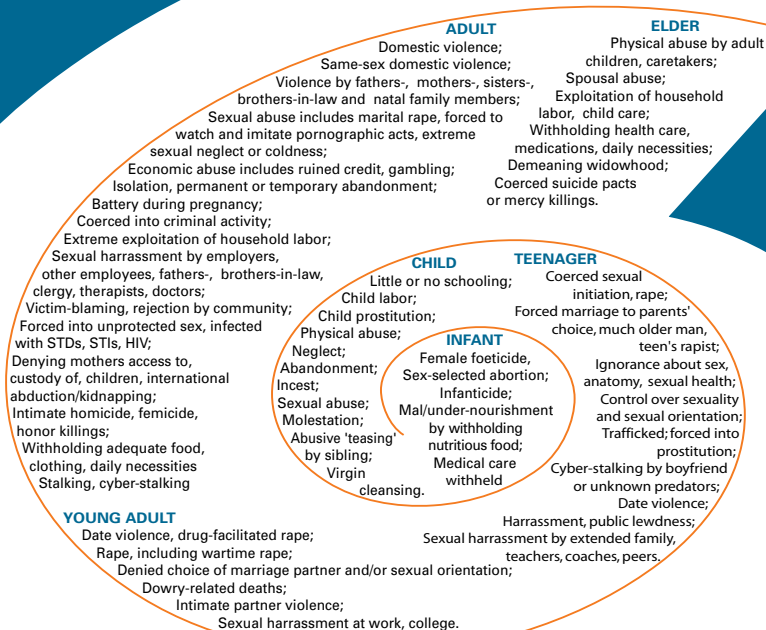 ADULT
Domestic violence;
Same-sex domestic violence;
Violence by fathers-, mothers-, sisters-,
brothers-in-law and natal family members;
Sexual abuse includes marital rape, forced to
watch and imitate pornographic acts, extreme
sexual neglect or coldness;
Economic abuse includes ruined credit, gambling;
Isolation, permanent or temporary abandonment;
Battery during pregnancy;
Coerced into criminal activity;
Extreme exploitation of household labor;
Sexual harrassment by employers,
other employees, fathers-, brothers-in-law,
clergy, therapists, doctors;
Victim-blaming, rejection by community;
Forced into unprotected sex, infected
with STDs, STIs, HIV;
Denying mothers access to,
custody of, children, international
abduction/kidnapping;
Intimate homicide, femicide,
honor killings;
Withholding adequate food,
clothing, daily necessities
Stalking, cyber-stalking
ELDER
Physical abuse by adult
children, caretakers;
Spousal abuse;
Exploitation of household
labor, child care;
Withholding health care,
medications, daily necessities;
Demeaning widowhood;
Coerced suicide pacts
or mercy killings.
CHILD
Little or no schooling;
Child labor;
Child prostitution;
Physical abuse;
Neglect;
Abandonment;
Incest;
Sexual abuse;
Molestation;
Abusive 'teasing'
by sibling;
Virgin
cleansing.
INFANT
Female foeticide,
Sex-selected abortion;
Infanticide;
Mal/under-nourishment
by withholding
nutritious food;
Medical care
withheld
TEENAGER
Coerced sexual
initiation, rape;
Forced marriage to parents'
choice, much older man,
teen's rapist;
Ignorance about sex,
anatomy, sexual health;
Control over sexuality
and sexual orientation;
Trafficked; forced into
prostitution;
Cyber-stalking by boyfriend
or unknown predators;
Date violence;
Harrassment, public lewdness;
Sexual harassment by extended family,
teachers, coaches, peers.
YOUNG ADULT
Date violence, drug-facilitated rape;
Rape, including wartime rape;
Denied choice of marriage partner and/or sexual orientation;
Dowry-related deaths;
Intimate partner violence;
Sexual harrassment at work, college.